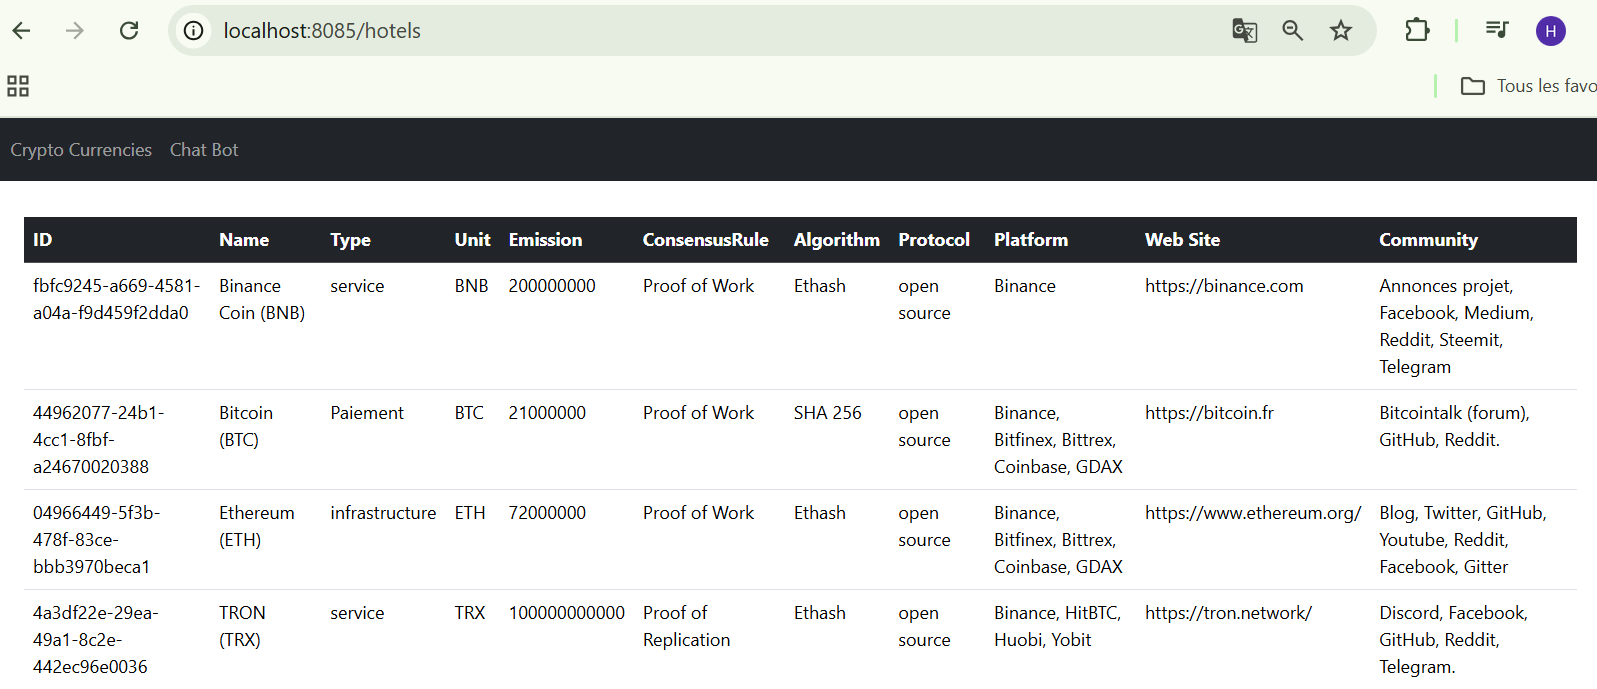 localhost:8085/hotels
H
Tous les favo
Crypto Currencies Chat Bot
ID Name Type Unit Emission ConsensusRule Algorithm Protocol Platform Web Site Community
fbfc9245-a669-4581- Binance service BNB 200000000 Proof of Work Ethash open Binance https://binance.com Annonces projet,
a04a-f9d459f2dda0 Coin (BNB) source Facebook, Medium,
Reddit, Steemit,
Telegram
44962077-24b1- Bitcoin Paiement BTC 21000000 Proof of Work SHA 256 open Binance, https://bitcoin.fr Bitcointalk (forum),
4cc1-8fbf- (BTC) source Bitfinex, Bittrex, GitHub, Reddit.
a24670020388 Coinbase, GDAX
04966449-5f3b- Ethereum infrastructure ETH 72000000 Proof of Work Ethash open Binance, https://www.ethereum.org/ Blog, Twitter, GitHub,
478f-83ce- (ETH) source Bitfinex, Bittrex, Youtube, Reddit,
bbb3970beca1 Coinbase, GDAX Facebook, Gitter
4a3df22e-29ea- TRON service TRX 100000000000 Proof of Ethash open Binance, HitBTC, https://tron.network/ Discord, Facebook,
49a1-8c2e- (TRX) Replication source Huobi, Yobit GitHub, Reddit,
442ec96e0036 Telegram.